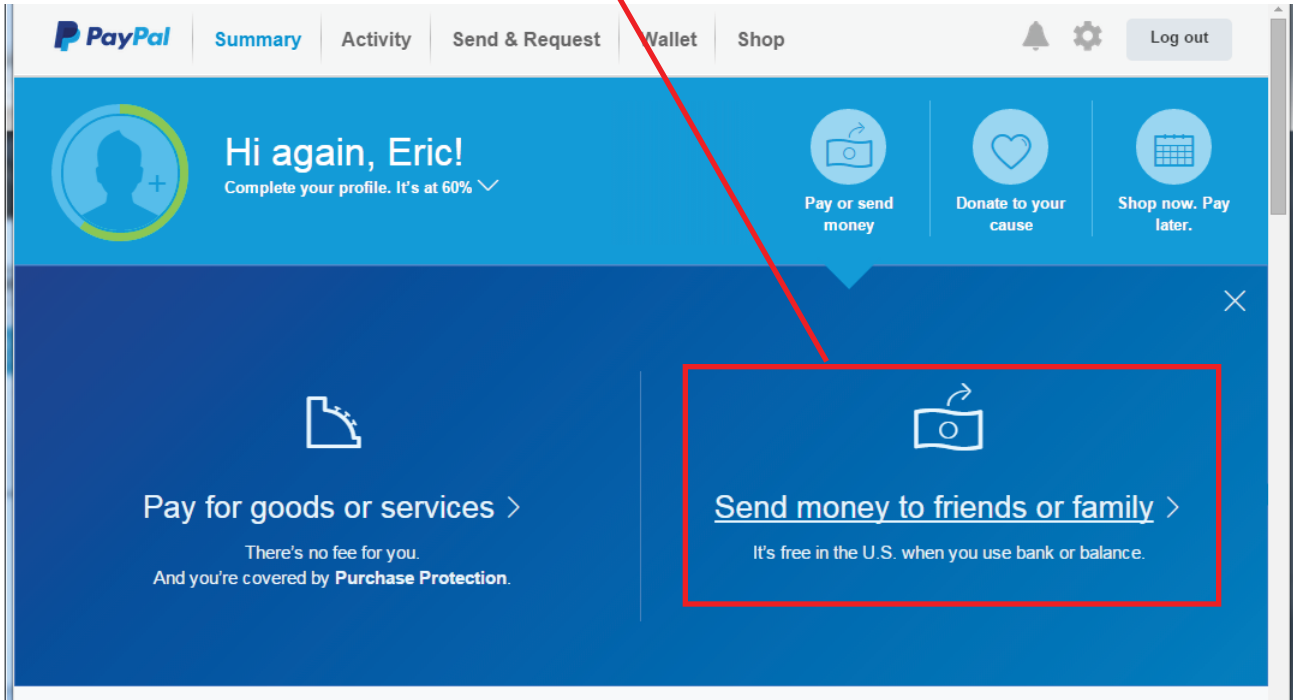 PayPal Summary Activity Send & Request Wallet Shop Log out
Hi again, Eric!
Complete your profile. It's at 60%
Pay or send
money
Donate to your
cause
Shop now. Pay
later.
Pay for goods or services >
There's no fee for you.
And you're covered by Purchase Protection.
Send money to friends or family >
It's free in the U.S. when you use bank or balance.